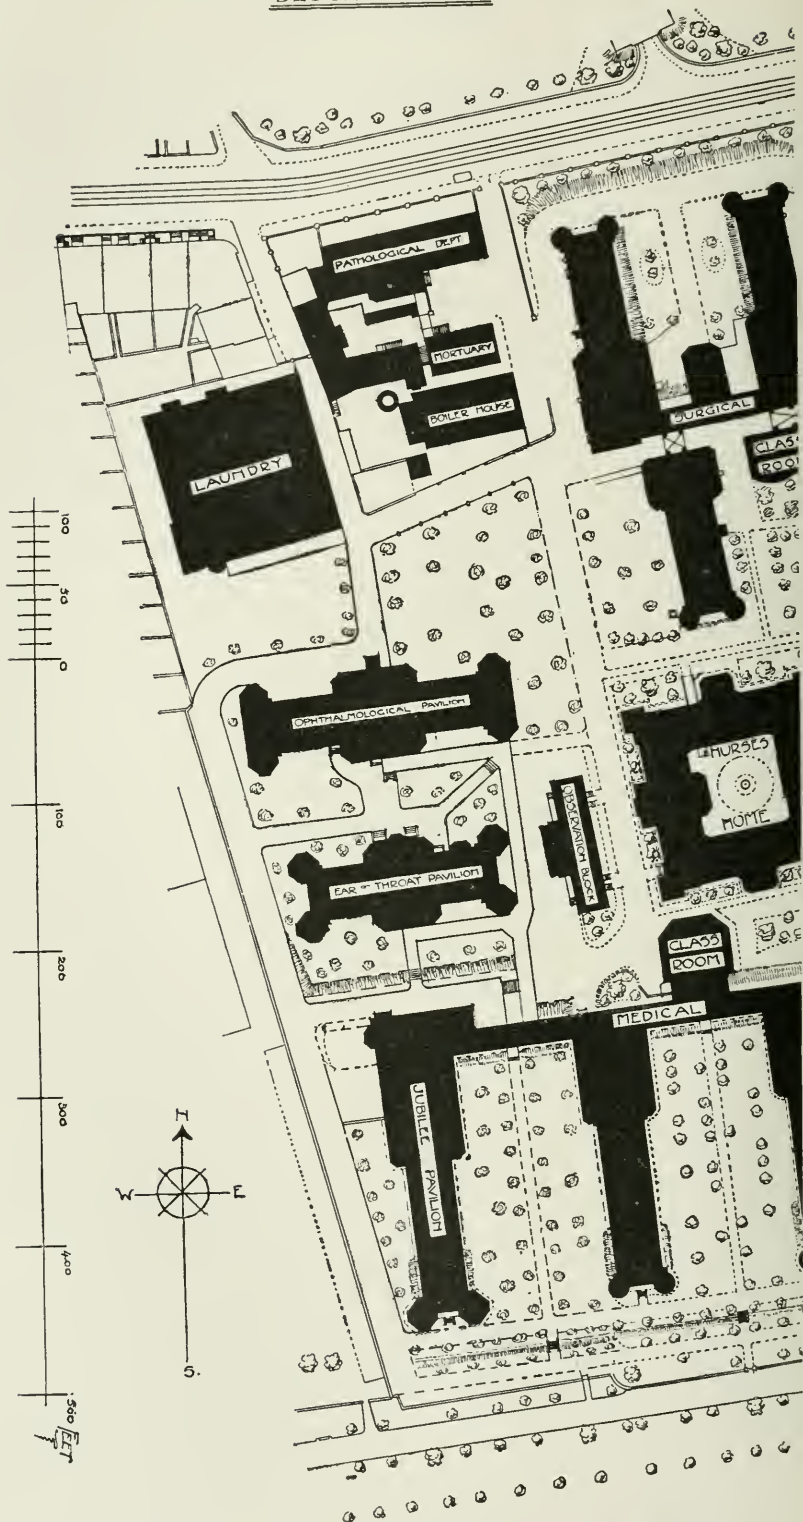 PATHOLOGICAL DEPT
MORTUARY
BOILER HOUSE
SURGICAL
CLASS
ROO
LAUNDRY
OPHTHALMOLOGICAL PAVILION
NURSES
HOME
OBSERVATION BLOCK
EAR & THROAT PAVILION
CLASS
ROOM
MEDICAL
JUBILEE PAVILION
100
50
0
100
200
300
400
500 FEET
N
W
E
S.